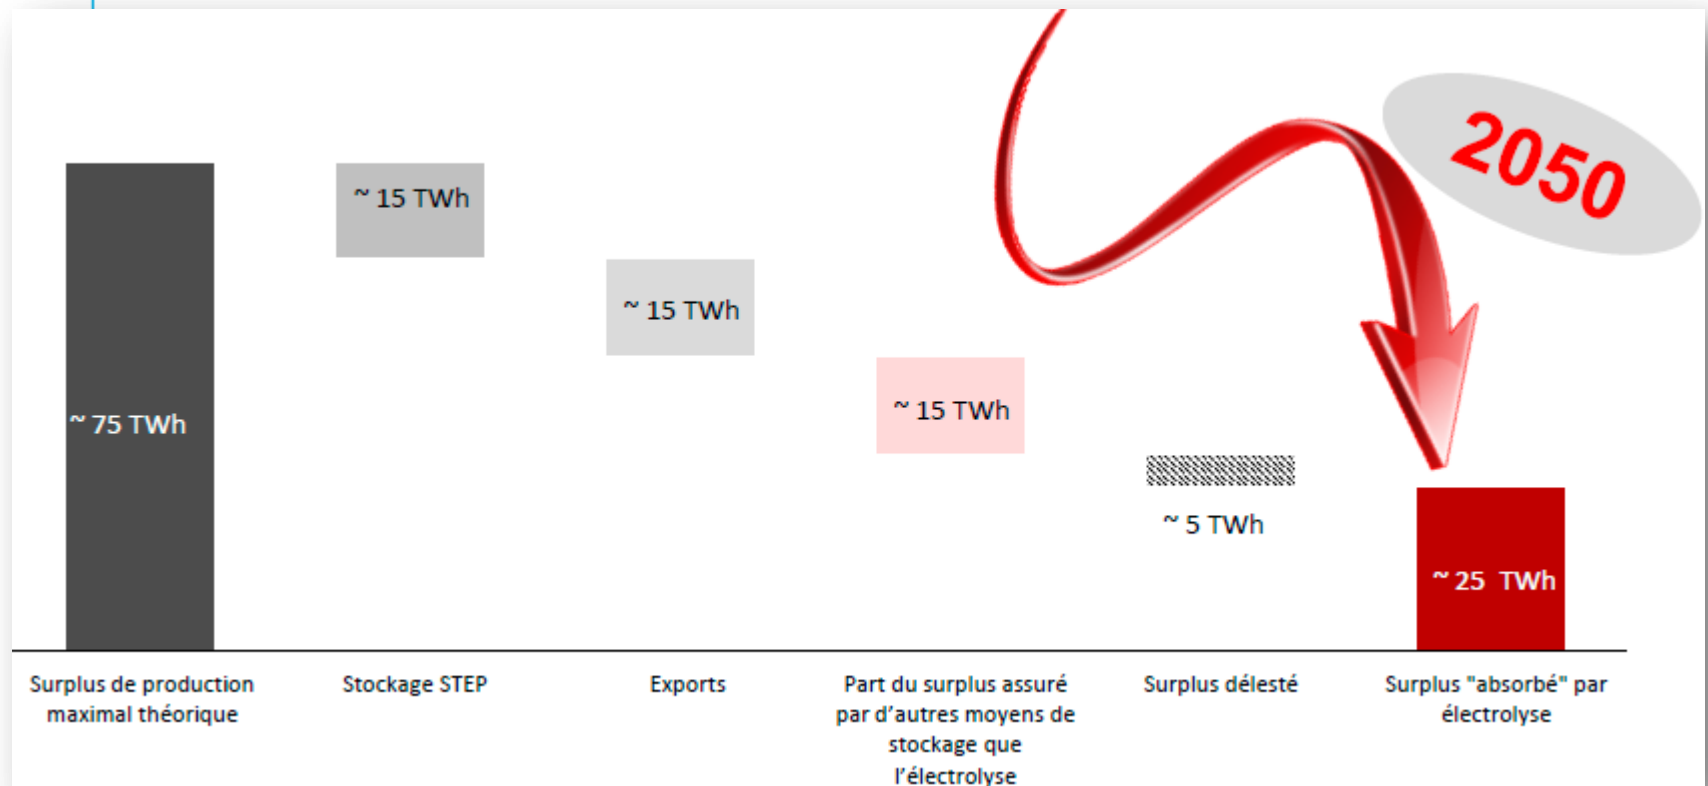 2050
~ 15 TWh
~ 15 TWh
~ 75 TWh
~ 15 TWh
~ 5 TWh
~ 25 TWh
Surplus de production
maximal théorique
Stockage STEP
Exports
Part du surplus assuré
par d’autres moyens de
stockage que
l’électrolyse
Surplus délesté
Surplus "absorbé" par
électrolyse